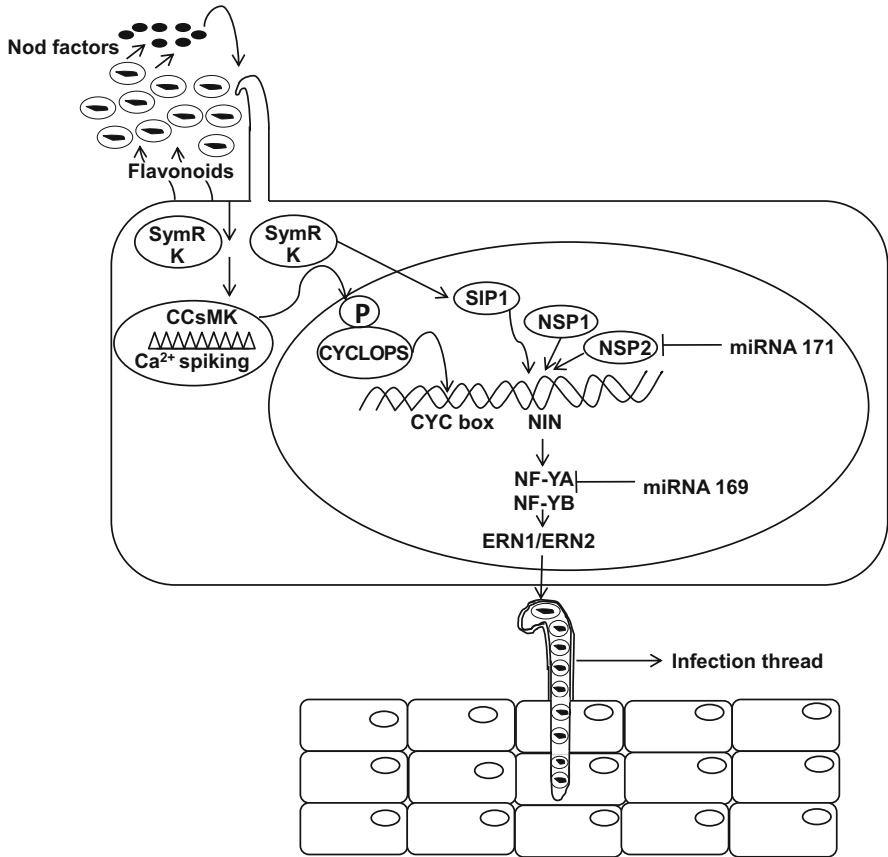 Nod factors
Flavonoids
SymR
K
SymR
K
CCsMK
Ca2+ spiking
P
CYCLOPS
SIP1
NSP1
NSP2
miRNA 171
CYC box
NIN
NF-YA
miRNA 169
NF-YB
ERN1/ERN2
Infection thread